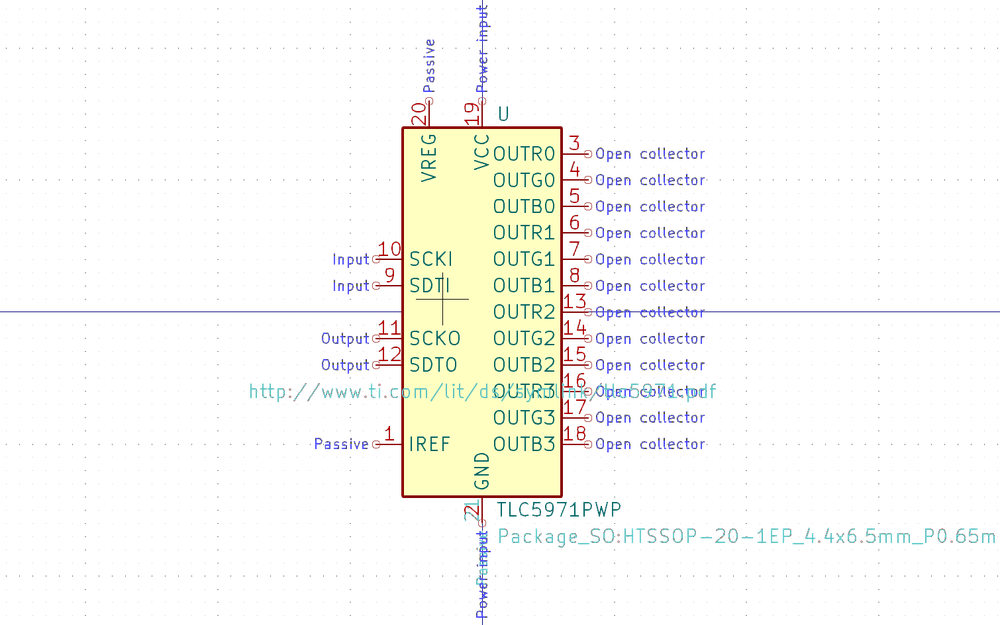 Passive
Power input
20
19
U
VREG
VCC
OUTR0 3 Open collector
OUTG0 4 Open collector
OUTB0 5 Open collector
OUTR1 6 Open collector
Input 10 SCKI OUTG1 7 Open collector
Input 9 SDTI OUTB1 8 Open collector
OUTR2 13 Open collector
Output 11 SCKO OUTG2 14 Open collector
Output 12 SDTO OUTB2 15 Open collector
OUTR3 16 Open collector
http://www.ti.com/lit/ds/symlink/tlc5971.pdf
OUTG3 17 Open collector
Passive 1 IREF OUTB3 18 Open collector
GND
TLC5971PWP
Package_SO:HTSSOP-20-1EP_4.4x6.5mm_P0.65m
Power input